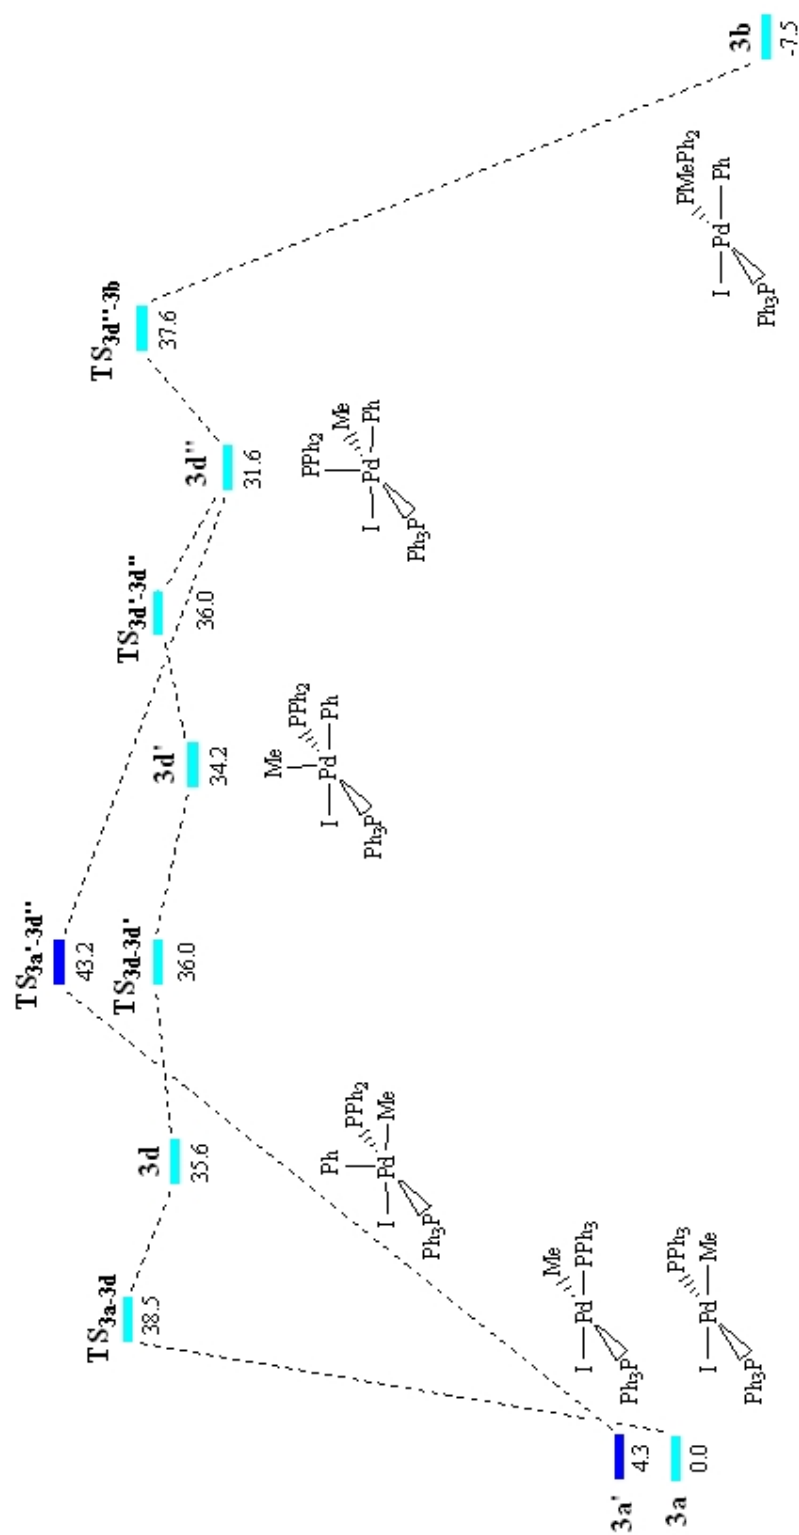 TS3a'-3d''
43.2
TS3a-3d
38.5
3d
35.6
TS3d-3d'
36.0
3d'
34.2
TS3d'-3d''
36.0
3d''
31.6
TS3d''-3b
37.6
3b
-7.5
3a'
4.3
3a
0.0
Ph
PPh2
I
Pd
Me
Ph3P
Me
PPh2
I
Pd
Ph
Ph3P
PPh2
Me
I
Pd
Ph
Ph3P
PMePh2
I
Pd
Ph
Ph3P
Me
I
Pd
PPh3
Ph3P
PPh3
I
Pd
Me
Ph3P